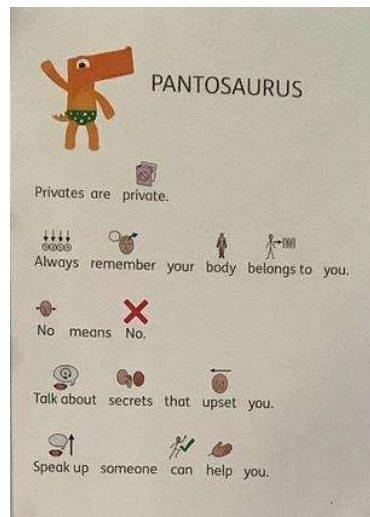 PANTOSAURUS
Privates are private.
Always remember your body belongs to you.
No means No.
Talk about secrets that upset you.
Speak up someone can help you.